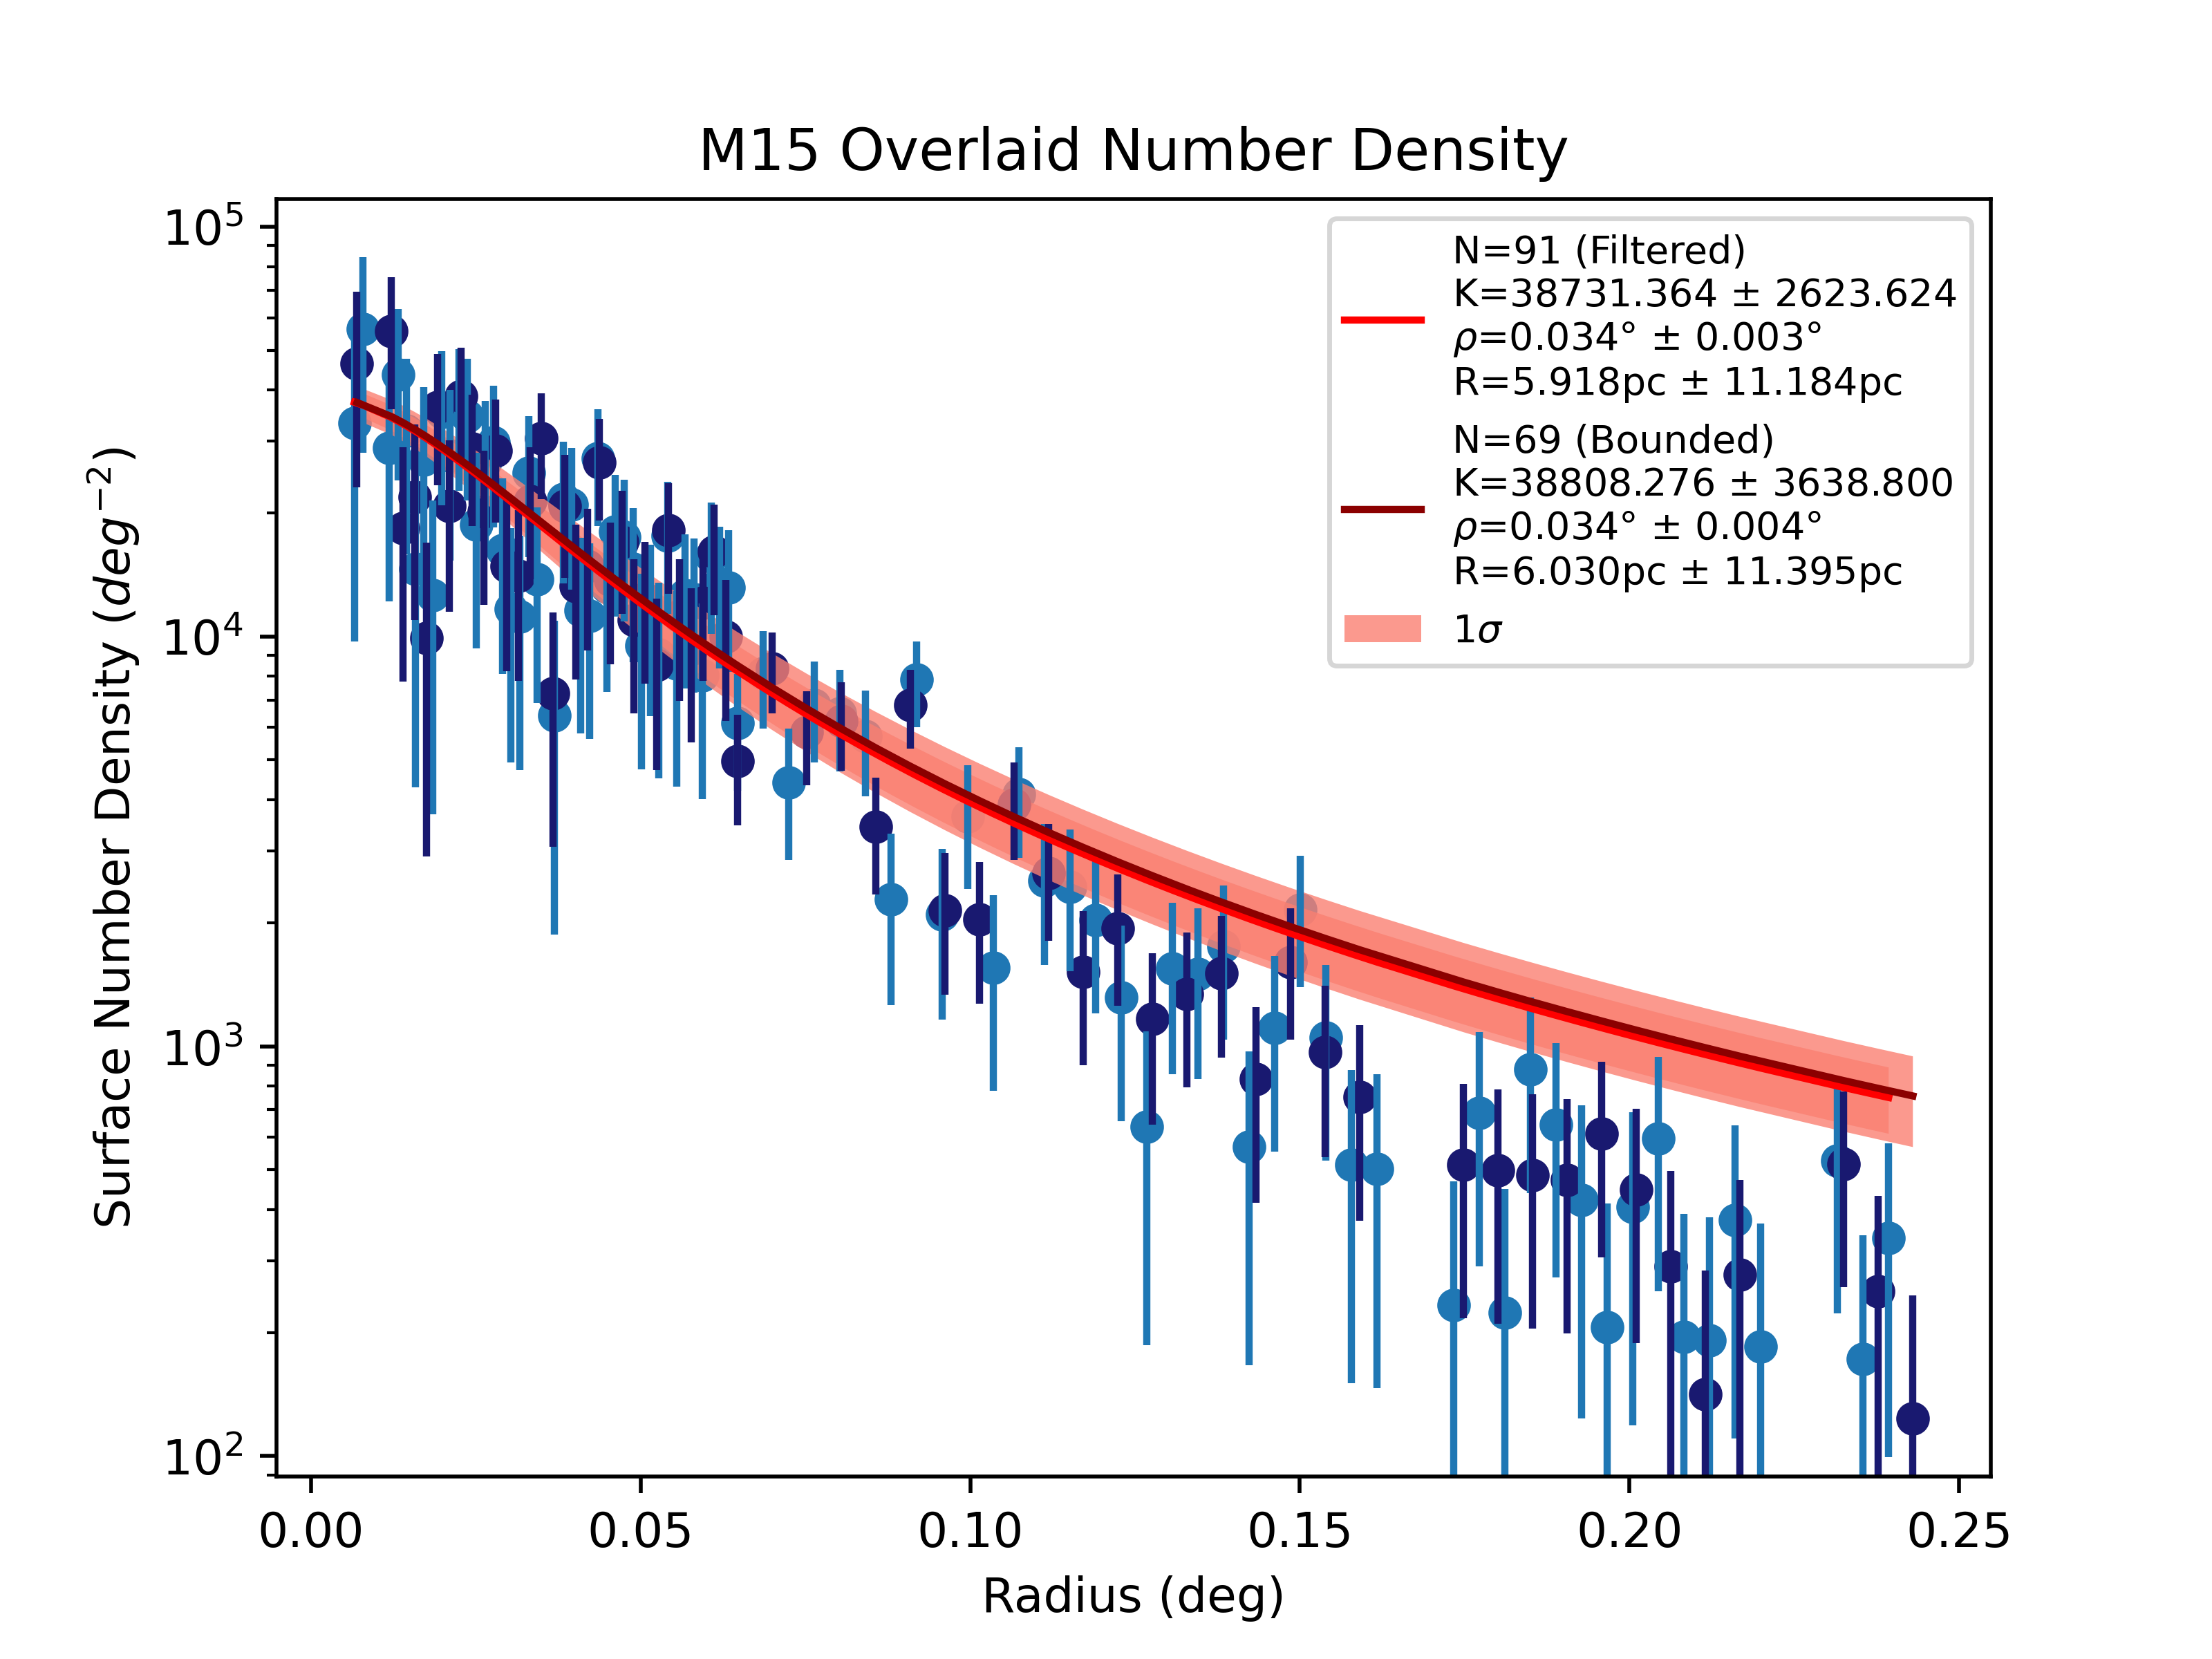 M15 Overlaid Number Density
10⁵
10⁴
10³
10²
Surface Number Density (deg⁻²)
N=91 (Filtered)
K=38731.364 ± 2623.624
ρ=0.034° ± 0.003°
R=5.918pc ± 11.184pc
N=69 (Bounded)
K=38808.276 ± 3638.800
ρ=0.034° ± 0.004°
R=6.030pc ± 11.395pc
1σ
0.00 0.05 0.10 0.15 0.20 0.25
Radius (deg)